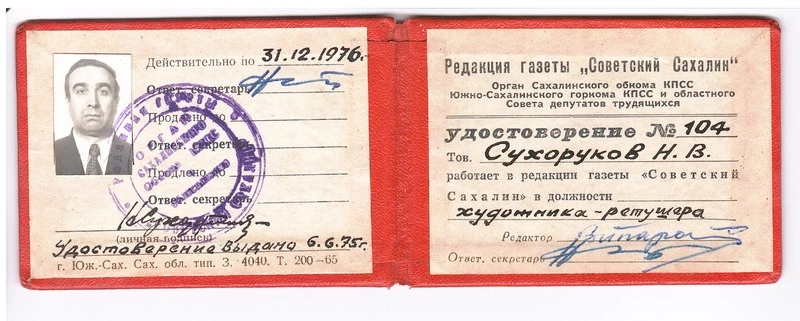 Действительно по 31.12.1976г.
Ответ. секретарь
Продлено по
Ответ. секретарь
Продлено по
Ответ. секретарь
(личная подпись)
Удостоверение выдано 6.6.75г.
г. Юж.-Сах. Сах. обл. тип. З. 4040. Т. 200—65
Редакция газеты „Советский Сахалин"
Орган Сахалинского обкома КПСС
Южно-Сахалинского горкома КПСС и областного
Совета депутатов трудящихся
удостоверение № 104
Тов. Сухоруков Н. В.
работает в редакции газеты «Советский
Сахалин» в должности
художника-ретушера
Редактор
Ответ. секретарь